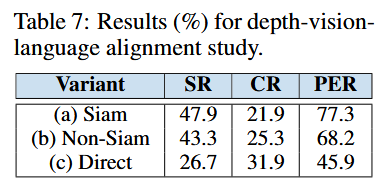 Table 7: Results (%) for depth-vision-
language alignment study.
Variant SR CR PER
(a) Siam 47.9 21.9 77.3
(b) Non-Siam 43.3 25.3 68.2
(c) Direct 26.7 31.9 45.9